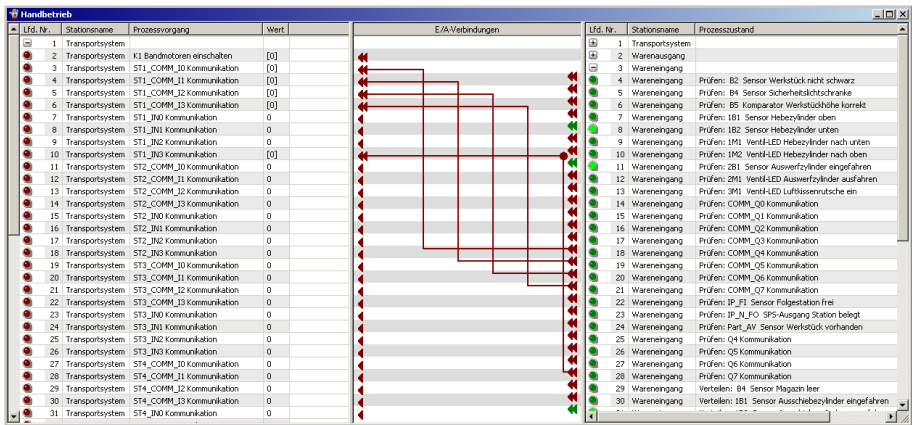 Handbetrieb
Lfd. Nr. Stationsname Prozessvorgang Wert
1 Transportsystem
2 Transportsystem K1 Bandmotoren einschalten [0]
3 Transportsystem ST1_COMM_I0 Kommunikation [0]
4 Transportsystem ST1_COMM_I1 Kommunikation [0]
5 Transportsystem ST1_COMM_I2 Kommunikation [0]
6 Transportsystem ST1_COMM_I3 Kommunikation [0]
7 Transportsystem ST1_IN0 Kommunikation 0
8 Transportsystem ST1_IN1 Kommunikation 0
9 Transportsystem ST1_IN2 Kommunikation 0
10 Transportsystem ST1_IN3 Kommunikation [0]
11 Transportsystem ST2_COMM_I0 Kommunikation 0
12 Transportsystem ST2_COMM_I1 Kommunikation 0
13 Transportsystem ST2_COMM_I2 Kommunikation 0
14 Transportsystem ST2_COMM_I3 Kommunikation 0
15 Transportsystem ST2_IN0 Kommunikation 0
16 Transportsystem ST2_IN1 Kommunikation 0
17 Transportsystem ST2_IN2 Kommunikation 0
18 Transportsystem ST2_IN3 Kommunikation 0
19 Transportsystem ST3_COMM_I0 Kommunikation 0
20 Transportsystem ST3_COMM_I1 Kommunikation 0
21 Transportsystem ST3_COMM_I2 Kommunikation 0
22 Transportsystem ST3_COMM_I3 Kommunikation 0
23 Transportsystem ST3_IN0 Kommunikation 0
24 Transportsystem ST3_IN1 Kommunikation 0
25 Transportsystem ST3_IN2 Kommunikation 0
26 Transportsystem ST3_IN3 Kommunikation 0
27 Transportsystem ST4_COMM_I0 Kommunikation 0
28 Transportsystem ST4_COMM_I1 Kommunikation 0
29 Transportsystem ST4_COMM_I2 Kommunikation 0
30 Transportsystem ST4_COMM_I3 Kommunikation 0
31 Transportsystem ST4_IN0 Kommunikation 0
E/A-Verbindungen
Lfd. Nr. Stationsname Prozesszustand
1 Transportsystem
2 Warenausgang
3 Wareneingang
4 Wareneingang Prüfen: B2 Sensor Werkstück nicht schwarz
5 Wareneingang Prüfen: B4 Sensor Sicherheitslichtschranke
6 Wareneingang Prüfen: B5 Komparator Werkstückhöhe korrekt
7 Wareneingang Prüfen: 1B1 Sensor Hebezylinder oben
8 Wareneingang Prüfen: 1B2 Sensor Hebezylinder unten
9 Wareneingang Prüfen: 1M1 Ventil-LED Hebezylinder nach unten
10 Wareneingang Prüfen: 1M2 Ventil-LED Hebezylinder nach oben
11 Wareneingang Prüfen: 2B1 Sensor Auswerfzylinder eingefahren
12 Wareneingang Prüfen: 2M1 Ventil-LED Auswerfzylinder ausfahren
13 Wareneingang Prüfen: 3M1 Ventil-LED Luftkissenrutsche ein
14 Wareneingang Prüfen: COMM_Q0 Kommunikation
15 Wareneingang Prüfen: COMM_Q1 Kommunikation
16 Wareneingang Prüfen: COMM_Q2 Kommunikation
17 Wareneingang Prüfen: COMM_Q3 Kommunikation
18 Wareneingang Prüfen: COMM_Q4 Kommunikation
19 Wareneingang Prüfen: COMM_Q5 Kommunikation
20 Wareneingang Prüfen: COMM_Q6 Kommunikation
21 Wareneingang Prüfen: COMM_Q7 Kommunikation
22 Wareneingang Prüfen: IP_FI Sensor Folgestation frei
23 Wareneingang Prüfen: IP_N_FO SPS-Ausgang Station belegt
24 Wareneingang Prüfen: Part_AV Sensor Werkstück vorhanden
25 Wareneingang Prüfen: Q4 Kommunikation
26 Wareneingang Prüfen: Q5 Kommunikation
27 Wareneingang Prüfen: Q6 Kommunikation
28 Wareneingang Prüfen: Q7 Kommunikation
29 Wareneingang Verteilen: B4 Sensor Magazin leer
30 Wareneingang Verteilen: 1B1 Sensor Ausschiebezylinder eingefahren